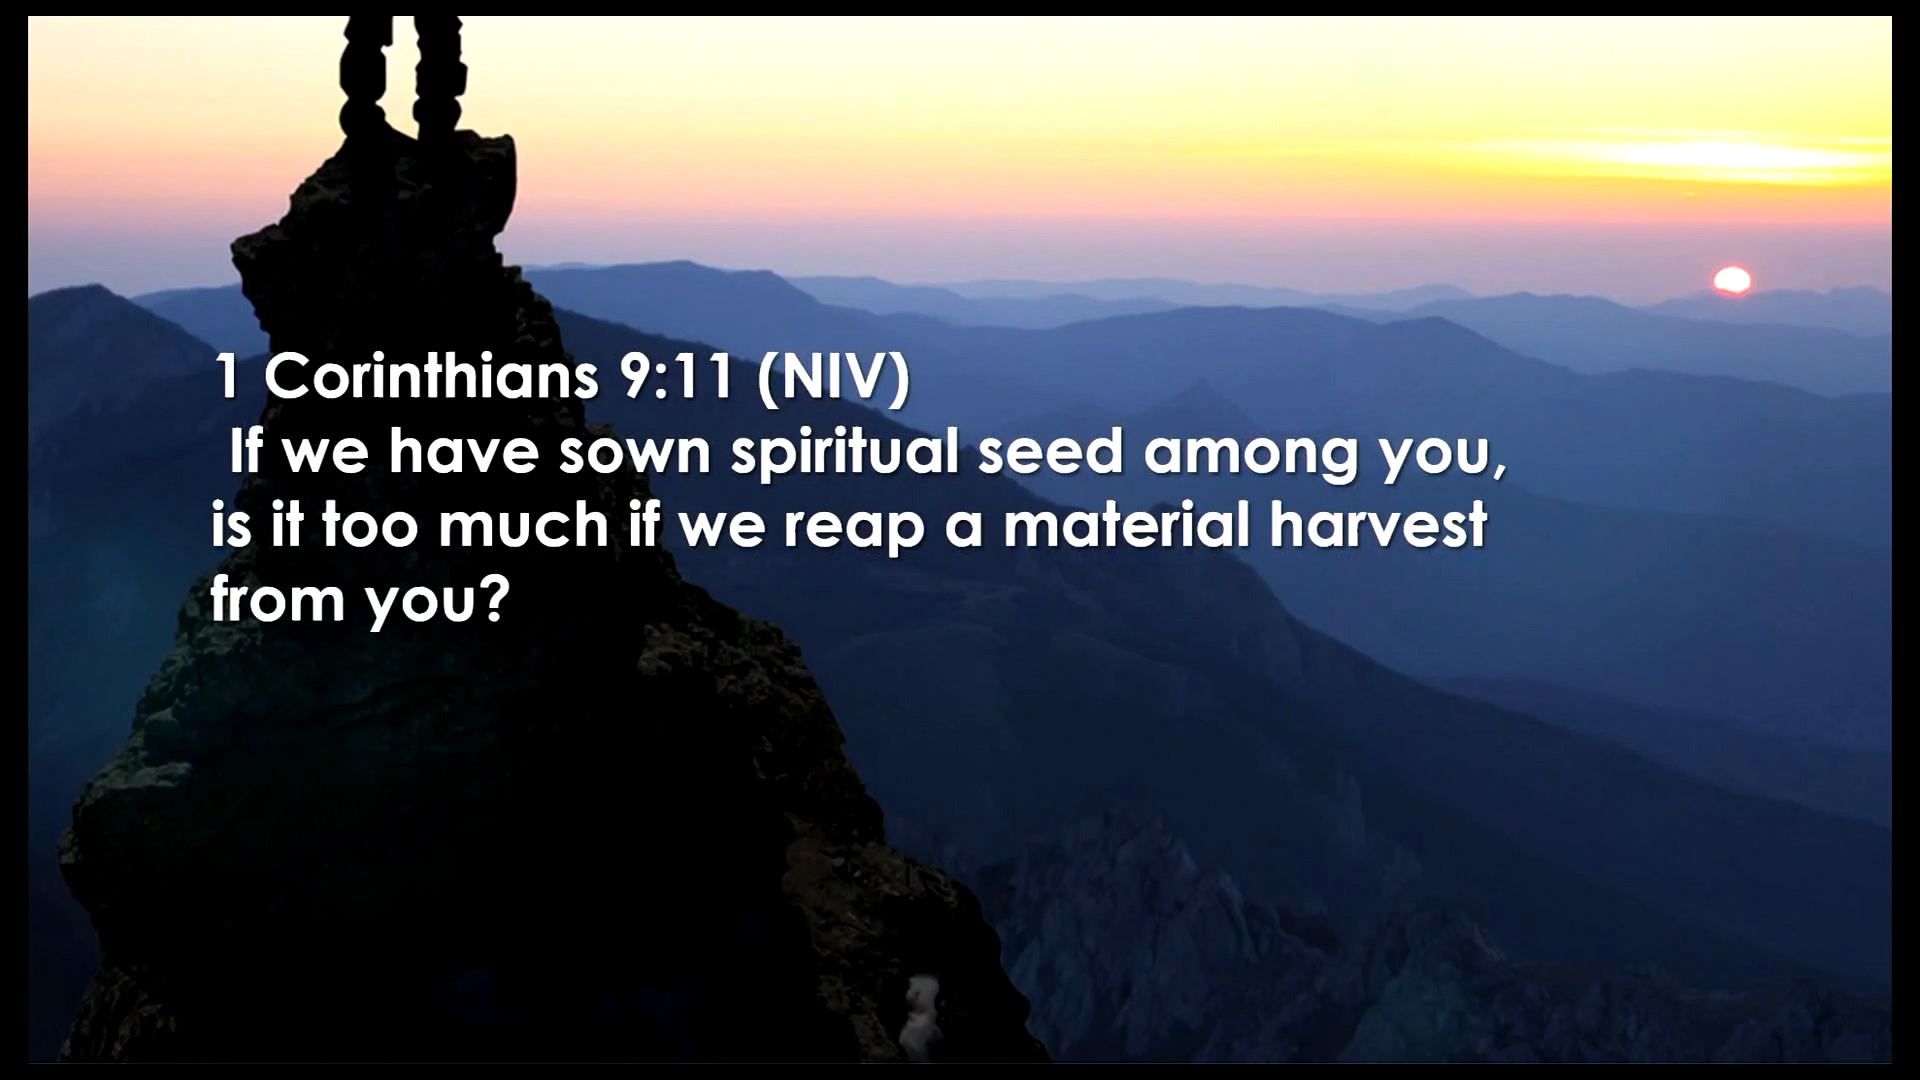 1 Corinthians 9:11 (NIV)
If we have sown spiritual seed among you,
is it too much if we reap a material harvest
from you?